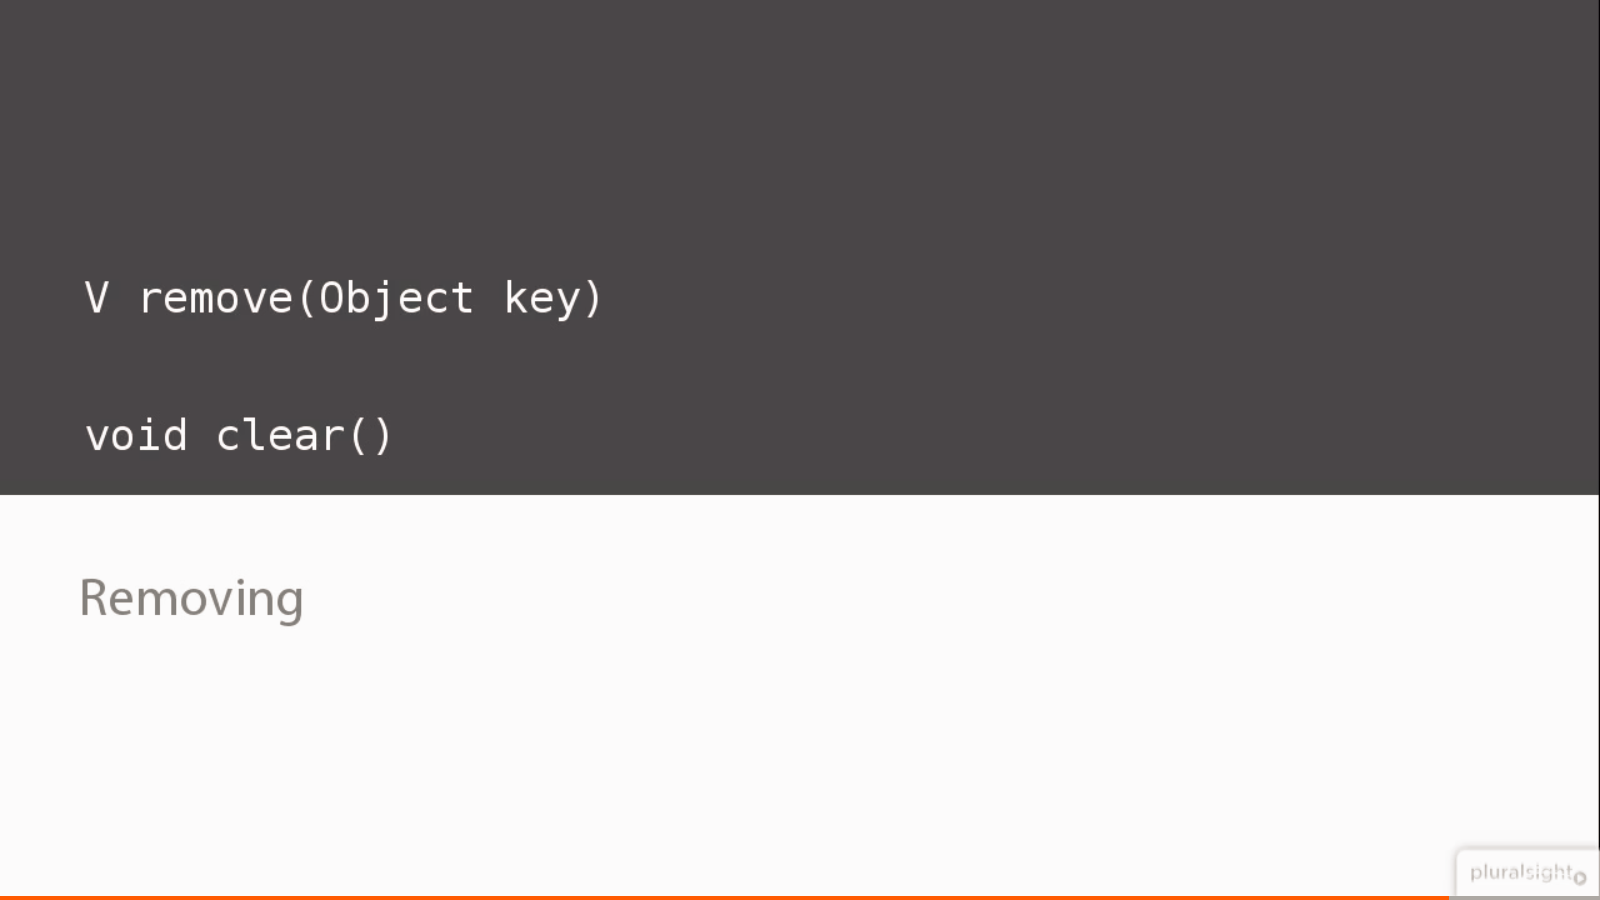 V remove(Object key)
void clear()
Removing
pluralsight